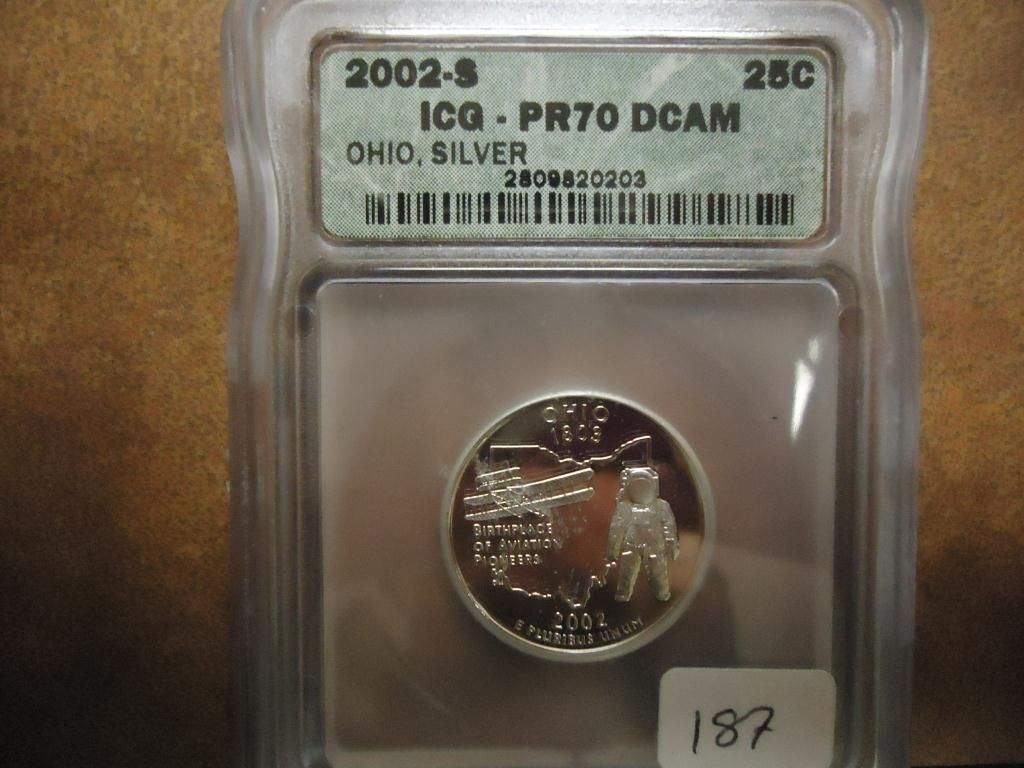 2002-S 25C
ICG - PR70 DCAM
OHIO, SILVER
2809820203
OHIO
1803
BIRTHPLACE
OF AVIATION
PIONEERS
2002
E PLURIBUS UNUM
187